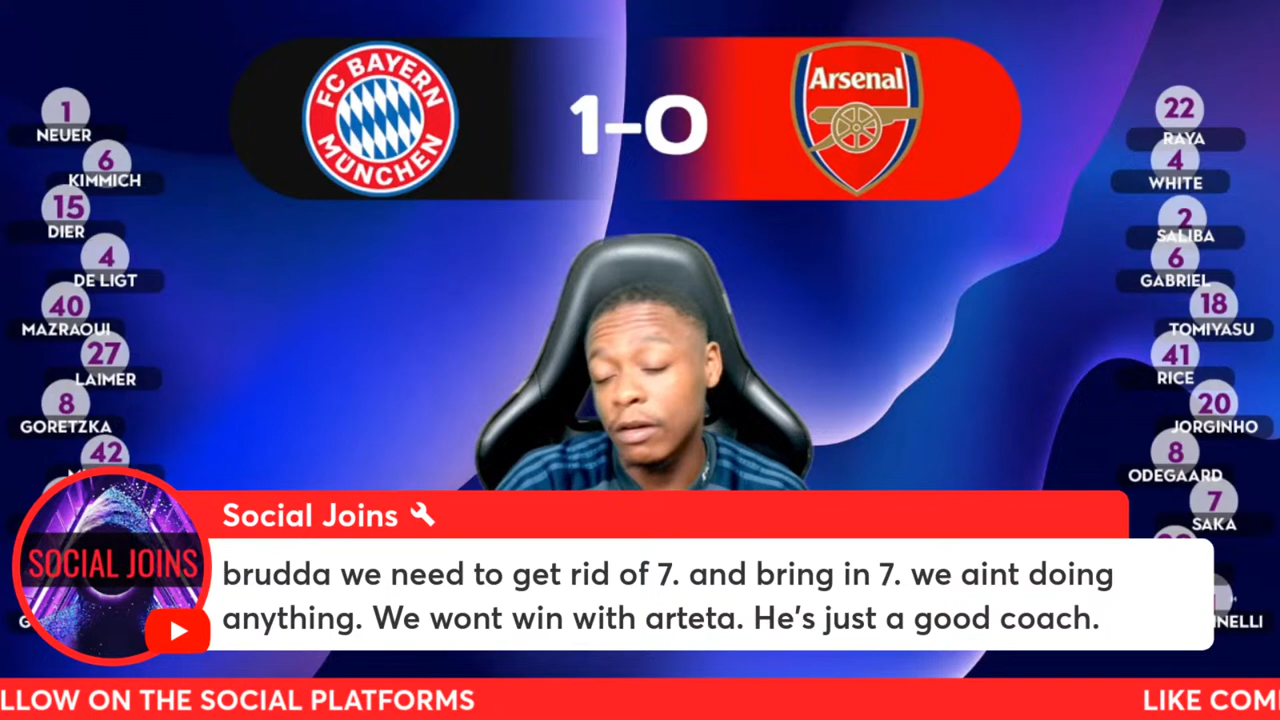 FC BAYERN
MÜNCHEN
1-0
Arsenal
1
NEUER
6
KIMMICH
15
DIER
4
DE LIGT
40
MAZRAOUI
27
LAIMER
8
GORETZKA
42
22
RAYA
4
WHITE
2
SALIBA
6
GABRIEL
18
TOMIYASU
41
RICE
20
JORGINHO
8
ODEGAARD
7
SAKA
INELLI
SOCIAL JOINS
Social Joins
brudda we need to get rid of 7. and bring in 7. we aint doing
anything. We wont win with arteta. He's just a good coach.
LLOW ON THE SOCIAL PLATFORMS
LIKE COM